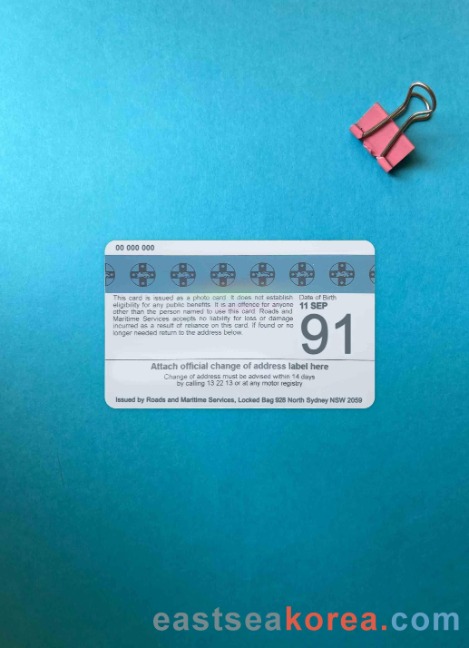 00 000 000
This card is issued as a photo card. It does not establish
eligibility for any public benefits. It is an offence for anyone
other than the person named to use this card. Roads and
Maritime Services accepts no liability for loss or damage
incurred as a result of reliance on this card. If found or no
longer needed return to the address below.
Date of Birth
11 SEP
91
Attach official change of address label here
Change of address must be advised within 14 days
by calling 13 22 13 or at any motor registry
Issued by Roads and Maritime Services, Locked Bag 928 North Sydney NSW 2059
eastseakorea.com